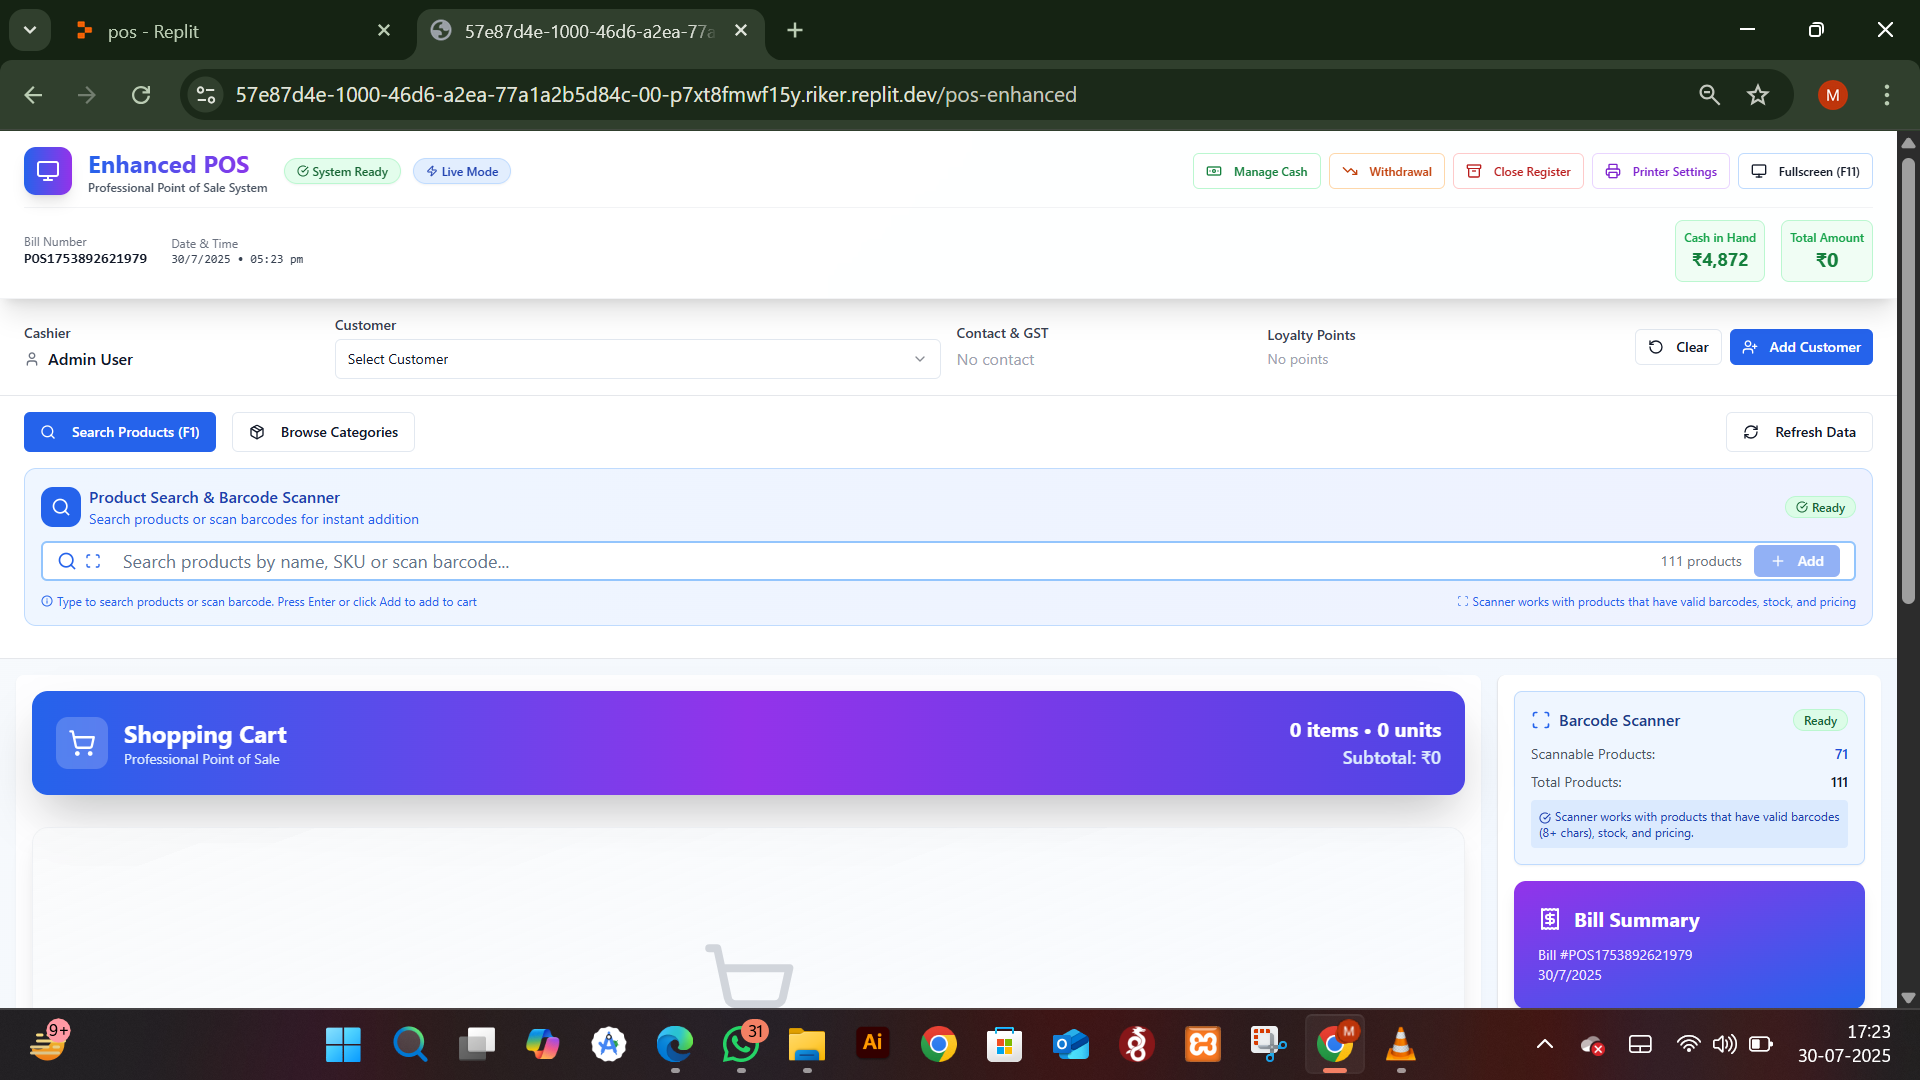 pos - Replit
57e87d4e-1000-46d6-a2ea-77a
57e87d4e-1000-46d6-a2ea-77a1a2b5d84c-00-p7xt8fmwf15y.riker.replit.dev/pos-enhanced
M
Enhanced POS
Professional Point of Sale System
System Ready
Live Mode
Manage Cash
Withdrawal
Close Register
Printer Settings
Fullscreen (F11)
Bill Number
POS1753892621979
Date & Time
30/7/2025 • 05:23 pm
Cash in Hand
₹4,872
Total Amount
₹0
Cashier
Admin User
Customer
Select Customer
Contact & GST
No contact
Loyalty Points
No points
Clear
Add Customer
Search Products (F1)
Browse Categories
Refresh Data
Product Search & Barcode Scanner
Search products or scan barcodes for instant addition
Ready
Search products by name, SKU or scan barcode...
111 products
Add
Type to search products or scan barcode. Press Enter or click Add to add to cart
Scanner works with products that have valid barcodes, stock, and pricing
Shopping Cart
Professional Point of Sale
0 items • 0 units
Subtotal: ₹0
Barcode Scanner
Ready
Scannable Products:
71
Total Products:
111
Scanner works with products that have valid barcodes
(8+ chars), stock, and pricing.
Bill Summary
Bill #POS1753892621979
30/7/2025
9+
31
Ai
M
17:23
30-07-2025